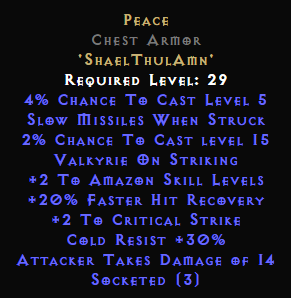 Peace
Chest Armor
'ShaelThulAmn'
Required Level: 29
4% Chance To Cast Level 5
Slow Missiles When Struck
2% Chance To Cast level 15
Valkyrie On Striking
+2 To Amazon Skill Levels
+20% Faster Hit Recovery
+2 To Critical Strike
Cold Resist +30%
Attacker Takes Damage of 14
Socketed (3)